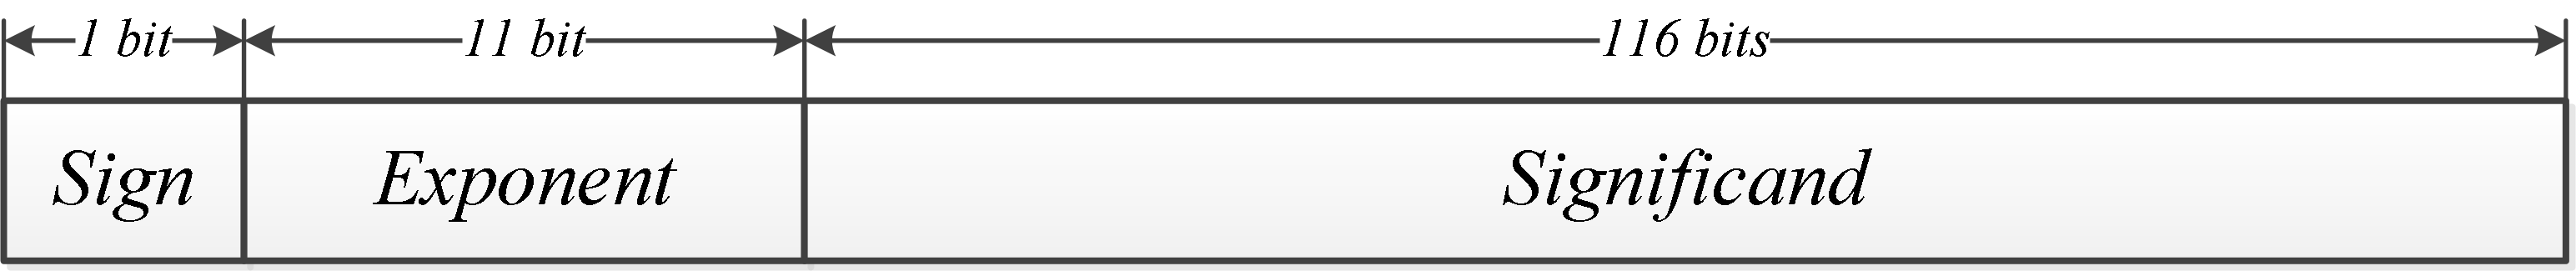 1 bit 11 bit 116 bits
Sign Exponent Significand